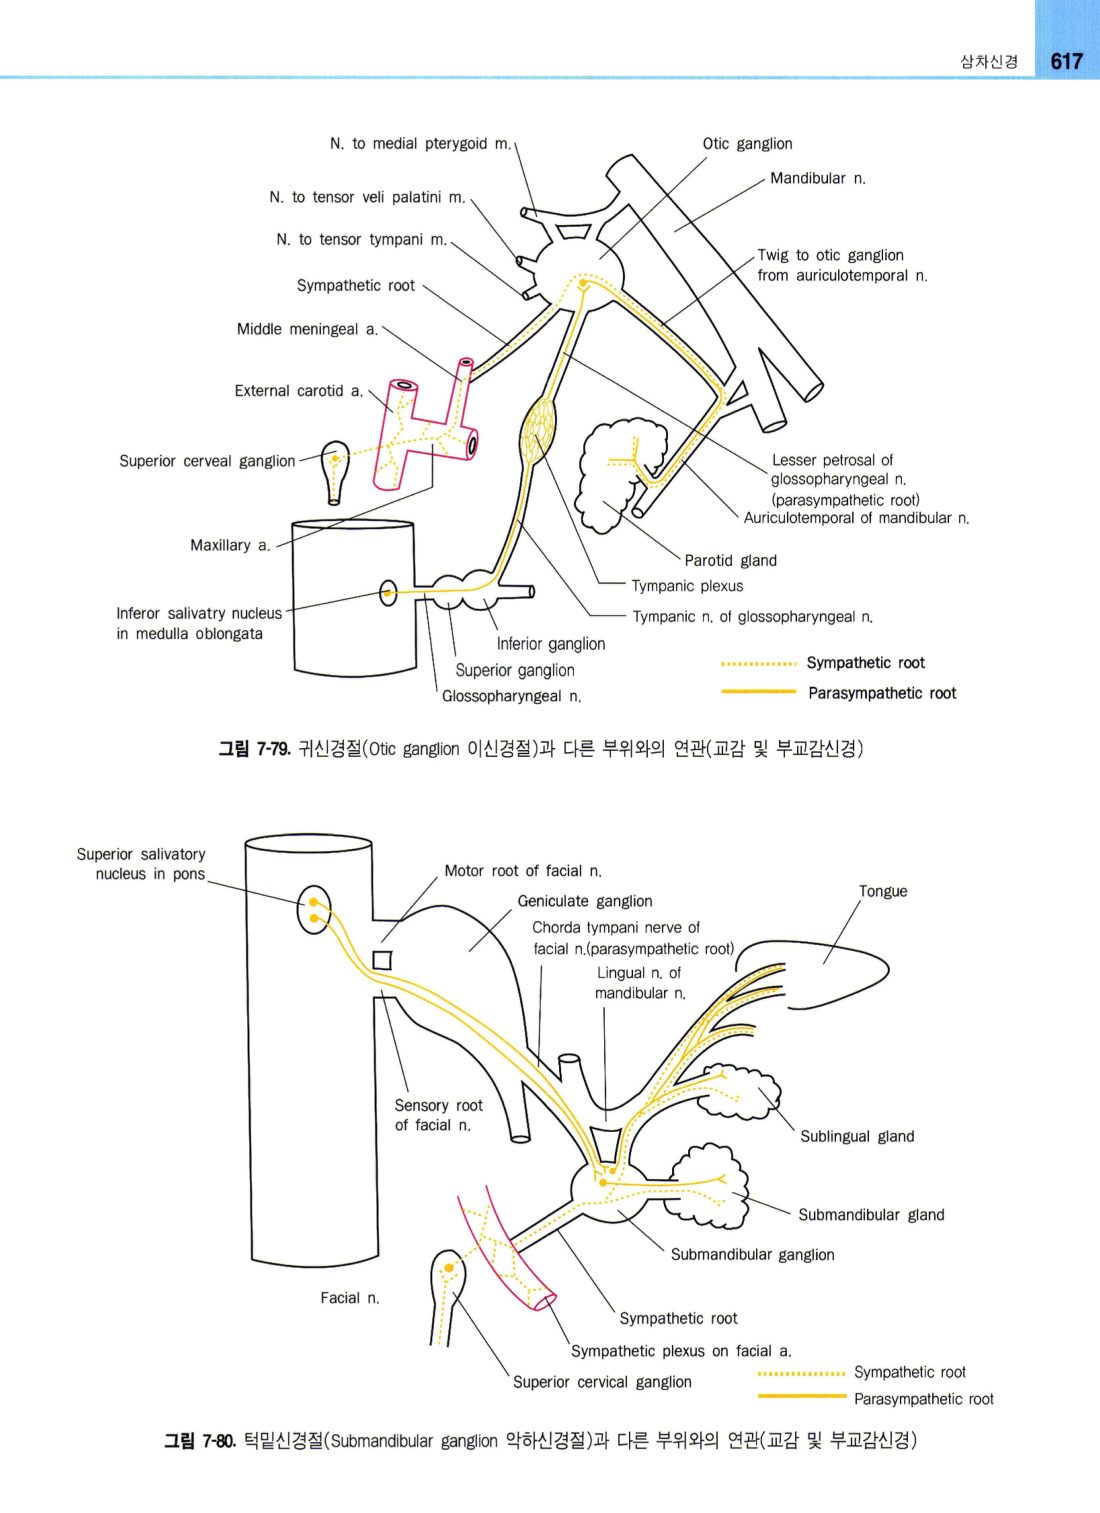 삼차신경 617
N. to medial pterygoid m.
Otic ganglion
Mandibular n.
N. to tensor veli palatini m.
N. to tensor tympani m.
Twig to otic ganglion
from auriculotemporal n.
Sympathetic root
Middle meningeal a.
External carotid a.
Superior cerveal ganglion
Lesser petrosal of
glossopharyngeal n.
(parasympathetic root)
Auriculotemporal of mandibular n.
Maxillary a.
Parotid gland
Tympanic plexus
Inferor salivatry nucleus
in medulla oblongata
Tympanic n. of glossopharyngeal n.
Inferior ganglion
Superior ganglion
Glossopharyngeal n.
Sympathetic root
Parasympathetic root
그림 7-79. 귀신경절(Otic ganglion 이신경절)과 다른 부위와의 연관(교감 및 부교감신경)
Superior salivatory
nucleus in pons
Motor root of facial n.
Geniculate ganglion
Tongue
Chorda tympani nerve of
facial n.(parasympathetic root)
Lingual n. of
mandibular n.
Sensory root
of facial n.
Sublingual gland
Submandibular gland
Submandibular ganglion
Facial n.
Sympathetic root
Sympathetic plexus on facial a.
Superior cervical ganglion
Sympathetic root
Parasympathetic root
그림 7-80. 턱밑신경절(Submandibular ganglion 악하신경절)과 다른 부위와의 연관(교감 및 부교감신경)